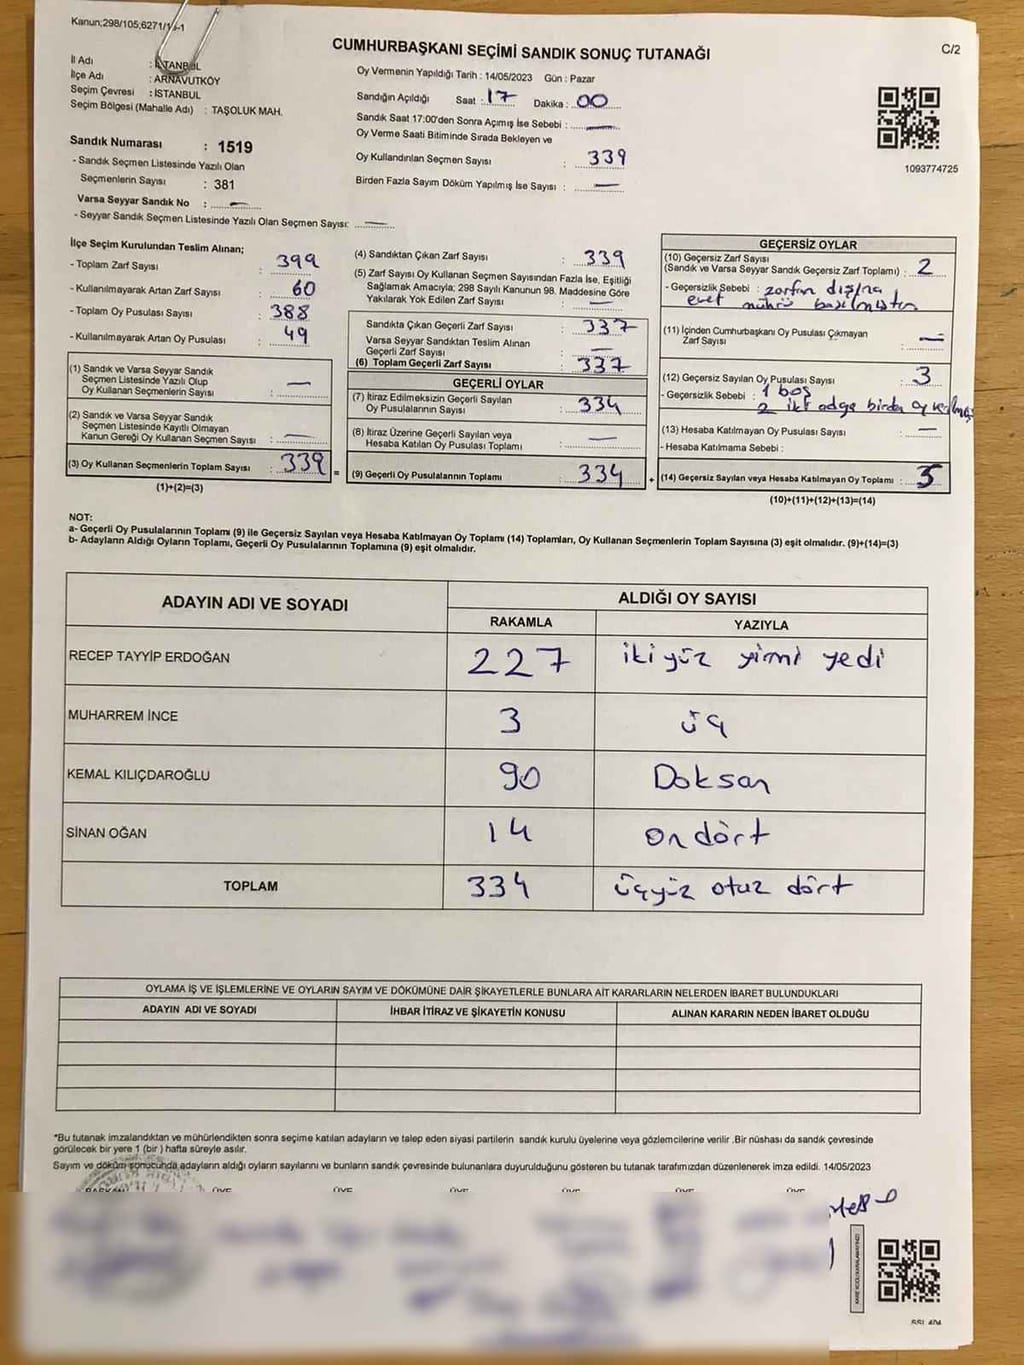 Kanun;298/105;6271/
CUMHURBAŞKANI SEÇİMİ SANDIK SONUÇ TUTANAĞI
C/2
İl Adı : İSTANBUL
İlçe Adı : ARNAVUTKÖY
Seçim Çevresi : İSTANBUL
Seçim Bölgesi (Mahalle Adı) : TAŞOLUK MAH.
Sandık Numarası : 1519
- Sandık Seçmen Listesinde Yazılı Olan
Seçmenlerin Sayısı : 381
Varsa Seyyar Sandık No : —
- Seyyar Sandık Seçmen Listesinde Yazılı Olan Seçmen Sayısı: —
Oy Vermenin Yapıldığı Tarih : 14/05/2023 Gün : Pazar
Sandığın Açıldığı Saat : 17 Dakika : 00
Sandık Saat 17:00'den Sonra Açımış İse Sebebi : —
Oy Verme Saati Bitiminde Sırada Bekleyen ve
Oy Kullandırılan Seçmen Sayısı : 339
Birden Fazla Sayım Döküm Yapılmış İse Sayısı : —
1093774725
İlçe Seçim Kurulundan Teslim Alınan;
- Toplam Zarf Sayısı : 399
- Kullanılmayarak Artan Zarf Sayısı : 60
- Toplam Oy Pusulası Sayısı : 388
- Kullanılmayarak Artan Oy Pusulası : 49
(1) Sandık ve Varsa Seyyar Sandık
Seçmen Listesinde Yazılı Olup
Oy Kullanan Seçmenlerin Sayısı : —
(2) Sandık ve Varsa Seyyar Sandık
Seçmen Listesinde Kayıtlı Olmayan
Kanun Gereği Oy Kullanan Seçmen Sayısı : —
(3) Oy Kullanan Seçmenlerin Toplam Sayısı : 339
(1)+(2)=(3)
=
(4) Sandıktan Çıkan Zarf Sayısı : 339
(5) Zarf Sayısı Oy Kullanan Seçmen Sayısından Fazla İse, Eşitliği
Sağlamak Amacıyla; 298 Sayılı Kanunun 98. Maddesine Göre
Yakılarak Yok Edilen Zarf Sayısı : —
Sandıkta Çıkan Geçerli Zarf Sayısı : 337
Varsa Seyyar Sandıktan Teslim Alınan
Geçerli Zarf Sayısı : —
(6) Toplam Geçerli Zarf Sayısı : 337
GEÇERLİ OYLAR
(7) İtiraz Edilmeksizin Geçerli Sayılan
Oy Pusulalarının Sayısı : 334
(8) İtiraz Üzerine Geçerli Sayılan veya
Hesaba Katılan Oy Pusulası Toplamı : —
(9) Geçerli Oy Pusulalarının Toplamı : 334
+
GEÇERSİZ OYLAR
(10) Geçersiz Zarf Sayısı
(Sandık ve Varsa Seyyar Sandık Geçersiz Zarf Toplamı) : 2
- Geçersizlik Sebebi : zarfın dışına
evet mührü basılmıştır
(11) İçinden Cumhurbaşkanı Oy Pusulası Çıkmayan
Zarf Sayısı : —
(12) Geçersiz Sayılan Oy Pusulası Sayısı : 3
- Geçersizlik Sebebi : 1 boş
2 iki adaya birden oy verilmiş
(13) Hesaba Katılmayan Oy Pusulası Sayısı : —
- Hesaba Katılmama Sebebi :
(14) Geçersiz Sayılan veya Hesaba Katılmayan Oy Toplamı : 5
(10)+(11)+(12)+(13)=(14)
NOT:
a- Geçerli Oy Pusulalarının Toplamı (9) ile Geçersiz Sayılan veya Hesaba Katılmayan Oy Toplamı (14) Toplamları, Oy Kullanan Seçmenlerin Toplam Sayısına (3) eşit olmalıdır. (9)+(14)=(3)
b- Adayların Aldığı Oyların Toplamı, Geçerli Oy Pusulalarının Toplamına (9) eşit olmalıdır.
ADAYIN ADI VE SOYADI ALDIĞI OY SAYISI
RAKAMLA YAZIYLA
RECEP TAYYİP ERDOĞAN 227 iki yüz yirmi yedi
MUHARREM İNCE 3 üç
KEMAL KILIÇDAROĞLU 90 Doksan
SİNAN OĞAN 14 on dört
TOPLAM 334 üçyüz otuz dört
OYLAMA İŞ VE İŞLEMLERİNE VE OYLARIN SAYIM VE DÖKÜMÜNE DAİR ŞİKAYETLERLE BUNLARA AİT KARARLARIN NELERDEN İBARET BULUNDUKLARI
ADAYIN ADI VE SOYADI İHBAR İTİRAZ VE ŞİKAYETİN KONUSU ALINAN KARARIN NEDEN İBARET OLDUĞU
*Bu tutanak imzalandıktan ve mühürlendikten sonra seçime katılan adayların ve talep eden siyasi partilerin sandık kurulu üyelerine veya gözlemcilerine verilir .Bir nüshası da sandık çevresinde
görülecek bir yere 1 (bir ) hafta süreyle asılır.
Sayım ve döküm sonucunda adayların aldığı oyların sayılarını ve bunların sandık çevresinde bulunanlara duyurulduğunu gösteren bu tutanak tarafımızdan düzenlenerek imza edildi. 14/05/2023
BAŞKAN ÜYE ÜYE ÜYE ÜYE ÜYE ÜYE